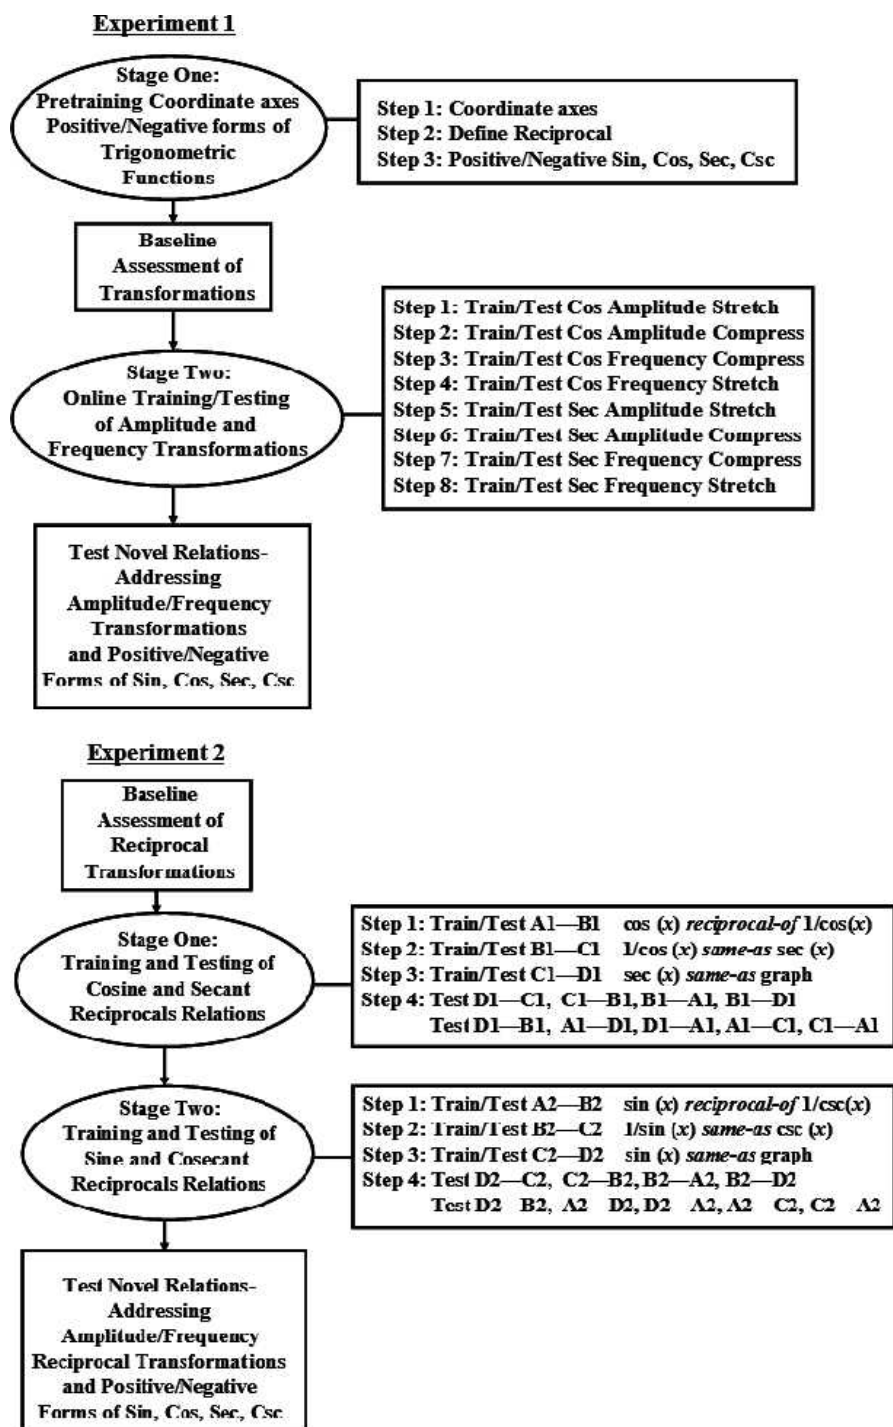 Experiment 1
Stage One:
Pretraining Coordinate axes
Positive/Negative forms of
Trigonometric
Functions
Step 1: Coordinate axes
Step 2: Define Reciprocal
Step 3: Positive/Negative Sin, Cos, Sec, Csc
Baseline
Assessment of
Transformations
Stage Two:
Online Training/Testing
of Amplitude and
Frequency Transformations
Step 1: Train/Test Cos Amplitude Stretch
Step 2: Train/Test Cos Amplitude Compress
Step 3: Train/Test Cos Frequency Compress
Step 4: Train/Test Cos Frequency Stretch
Step 5: Train/Test Sec Amplitude Stretch
Step 6: Train/Test Sec Amplitude Compress
Step 7: Train/Test Sec Frequency Compress
Step 8: Train/Test Sec Frequency Stretch
Test Novel Relations-
Addressing
Amplitude/Frequency
Transformations
and Positive/Negative
Forms of Sin, Cos, Sec, Csc
Experiment 2
Baseline
Assessment of
Reciprocal
Transformations
Stage One:
Training and Testing of
Cosine and Secant
Reciprocals Relations
Step 1: Train/Test A1—B1 cos (x) reciprocal-of 1/cos(x)
Step 2: Train/Test B1—C1 1/cos (x) same-as sec (x)
Step 3: Train/Test C1—D1 sec (x) same-as graph
Step 4: Test D1—C1, C1—B1, B1—A1, B1—D1
Test D1—B1, A1—D1, D1—A1, A1—C1, C1—A1
Stage Two:
Training and Testing of
Sine and Cosecant
Reciprocals Relations
Step 1: Train/Test A2—B2 sin (x) reciprocal-of 1/csc(x)
Step 2: Train/Test B2—C2 1/sin (x) same-as csc (x)
Step 3: Train/Test C2—D2 sin (x) same-as graph
Step 4: Test D2—C2, C2—B2, B2—A2, B2—D2
Test D2 B2, A2 D2, D2 A2, A2 C2, C2 A2
Test Novel Relations-
Addressing
Amplitude/Frequency
Reciprocal Transformations
and Positive/Negative
Forms of Sin, Cos, Sec, Csc